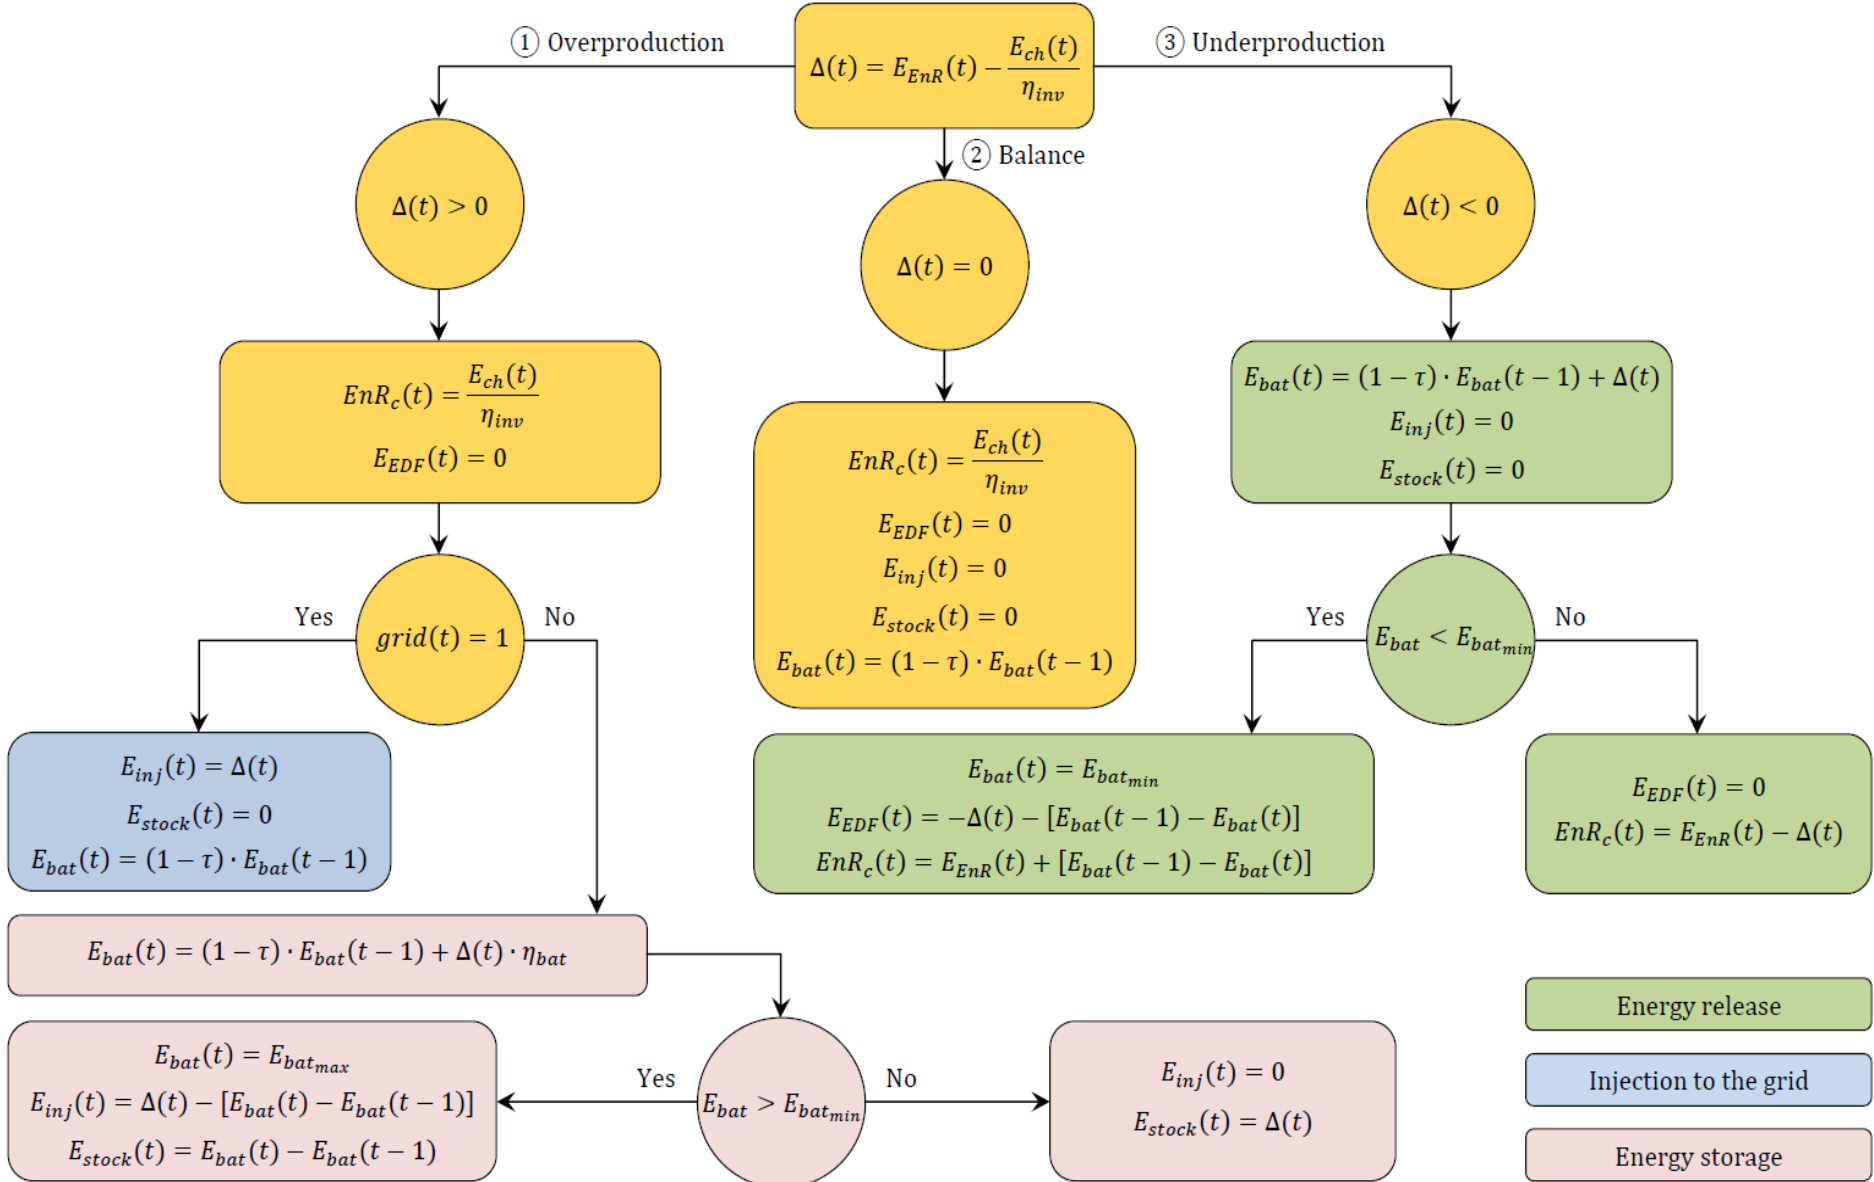 ① Overproduction
Δ(t) = E_EnR(t) − E_ch(t) / η_inv
③ Underproduction
② Balance
Δ(t) > 0
Δ(t) = 0
Δ(t) < 0
EnR_c(t) = E_ch(t) / η_inv
E_EDF(t) = 0
EnR_c(t) = E_ch(t) / η_inv
E_EDF(t) = 0
E_inj(t) = 0
E_stock(t) = 0
E_bat(t) = (1 − τ) · E_bat(t − 1)
E_bat(t) = (1 − τ) · E_bat(t − 1) + Δ(t)
E_inj(t) = 0
E_stock(t) = 0
Yes
grid(t) = 1
No
Yes
E_bat < E_bat_min
No
E_inj(t) = Δ(t)
E_stock(t) = 0
E_bat(t) = (1 − τ) · E_bat(t − 1)
E_bat(t) = E_bat_min
E_EDF(t) = −Δ(t) − [E_bat(t − 1) − E_bat(t)]
EnR_c(t) = E_EnR(t) + [E_bat(t − 1) − E_bat(t)]
E_EDF(t) = 0
EnR_c(t) = E_EnR(t) − Δ(t)
E_bat(t) = (1 − τ) · E_bat(t − 1) + Δ(t) · η_bat
E_bat(t) = E_bat_max
E_inj(t) = Δ(t) − [E_bat(t) − E_bat(t − 1)]
E_stock(t) = E_bat(t) − E_bat(t − 1)
Yes
E_bat > E_bat_min
No
E_inj(t) = 0
E_stock(t) = Δ(t)
Energy release
Injection to the grid
Energy storage